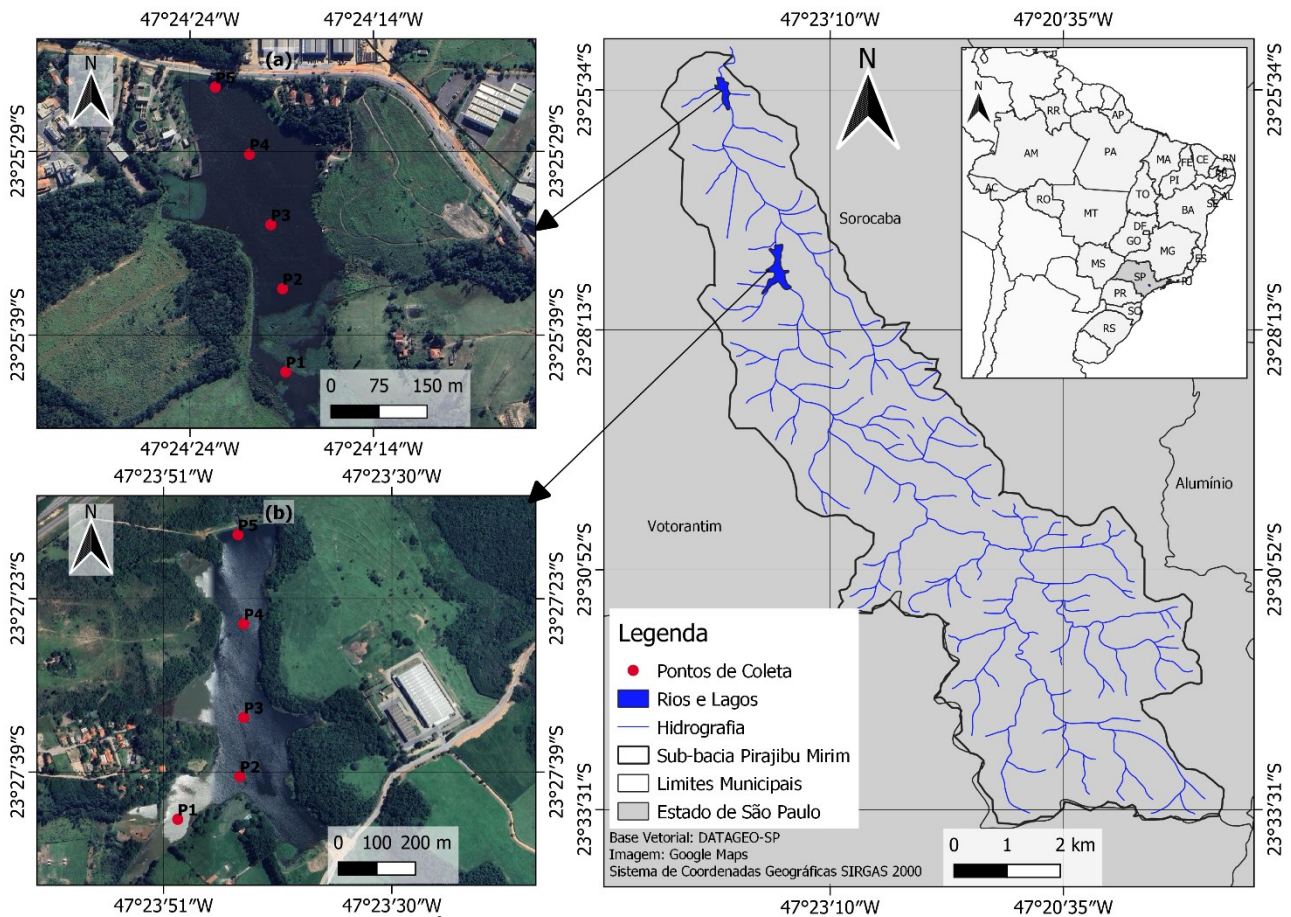 47°24′24″W 47°24′14″W
23°25′29″S
23°25′39″S
N
(a)
P5
P4
P3
P2
P1
0 75 150 m
23°25′29″S
23°25′39″S
47°24′24″W 47°24′14″W
47°23′51″W 47°23′30″W
23°27′23″S
23°27′39″S
N
(b)
P5
P4
P3
P2
P1
0 100 200 m
23°27′23″S
23°27′39″S
47°23′51″W 47°23′30″W
47°23′10″W 47°20′35″W
23°25′34″S
23°28′13″S
23°30′52″S
23°33′31″S
N
Sorocaba
Votorantim
Alumínio
N
RR
AP
AM
PA
MA
CE
RN
PI
AC
RO
TO
AL
SE
BA
MT
DF
GO
MG
ES
MS
SP
RJ
PR
SC
RS
Legenda
Pontos de Coleta
Rios e Lagos
Hidrografia
Sub-bacia Pirajibu Mirim
Limites Municipais
Estado de São Paulo
Base Vetorial: DATAGEO-SP
Imagem: Google Maps
Sistema de Coordenadas Geográficas SIRGAS 2000
0 1 2 km
23°25′34″S
23°28′13″S
23°30′52″S
23°33′31″S
47°23′10″W 47°20′35″W